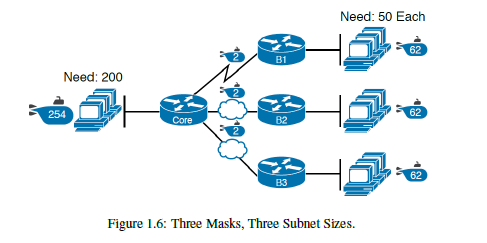 Need: 50 Each
2
B1
62
Need: 200
254
Core
2
B2
62
2
B3
62
Figure 1.6: Three Masks, Three Subnet Sizes.